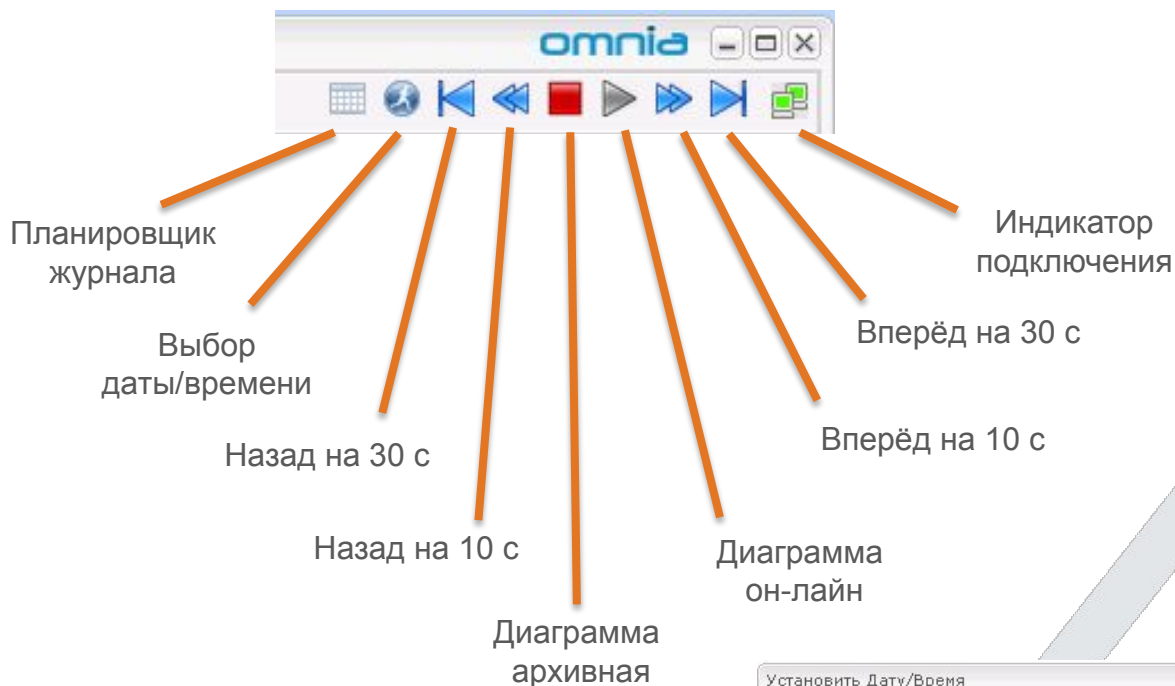 omnia
Планировщик
журнала
Индикатор
подключения
Выбор
даты/времени
Вперёд на 30 с
Назад на 30 с
Вперёд на 10 с
Назад на 10 с
Диаграмма
он-лайн
Диаграмма
архивная
Установить Дату/Время